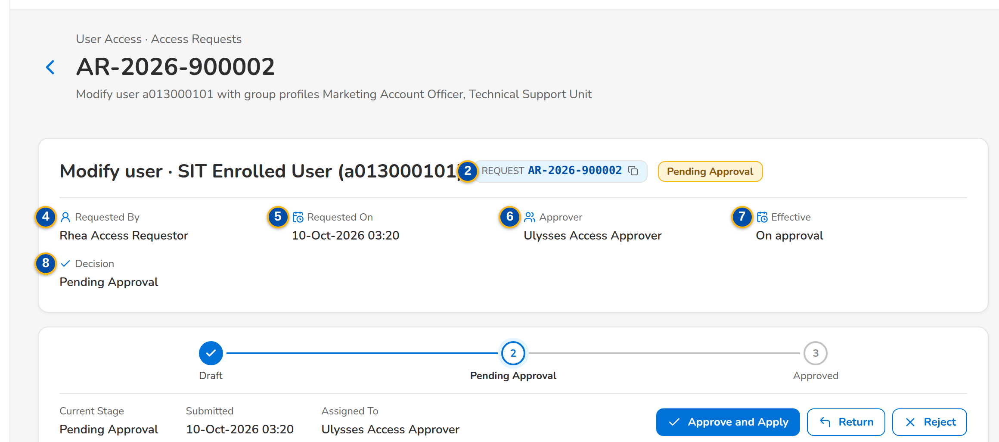 User Access · Access Requests
AR-2026-900002
Modify user a013000101 with group profiles Marketing Account Officer, Technical Support Unit
Modify user · SIT Enrolled User (a013000101) 2 REQUEST AR-2026-900002 Pending Approval
4 Requested By 5 Requested On 6 Approver 7 Effective
Rhea Access Requestor 10-Oct-2026 03:20 Ulysses Access Approver On approval
8 Decision
Pending Approval
2 3
Draft Pending Approval Approved
Current Stage Submitted Assigned To
Pending Approval 10-Oct-2026 03:20 Ulysses Access Approver
Approve and Apply Return Reject